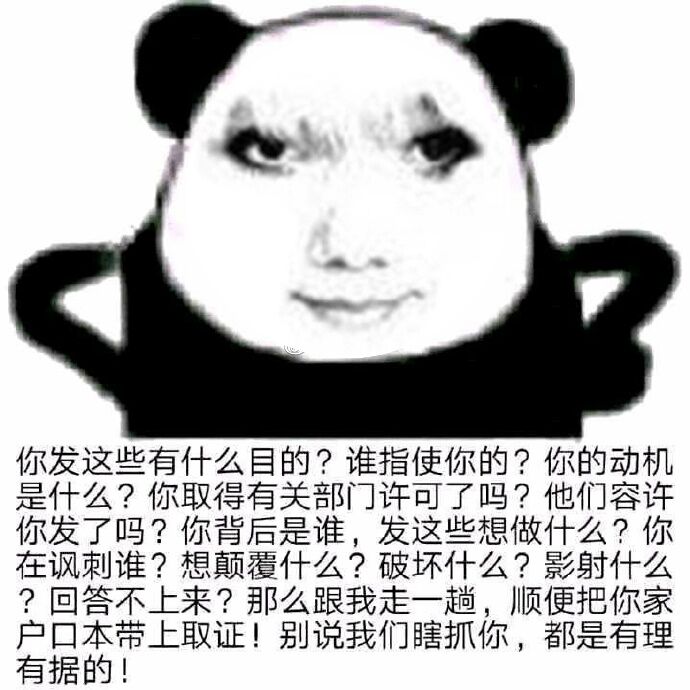 你发这些有什么目的？谁指使你的？你的动机
是什么？你取得有关部门许可了吗？他们容许
你发了吗？你背后是谁，发这些想做什么？你
在讽刺谁？想颠覆什么？破坏什么？影射什么
？回答不上来？那么跟我走一趟，顺便把你家
户口本带上取证！别说我们瞎抓你，都是有理
有据的！